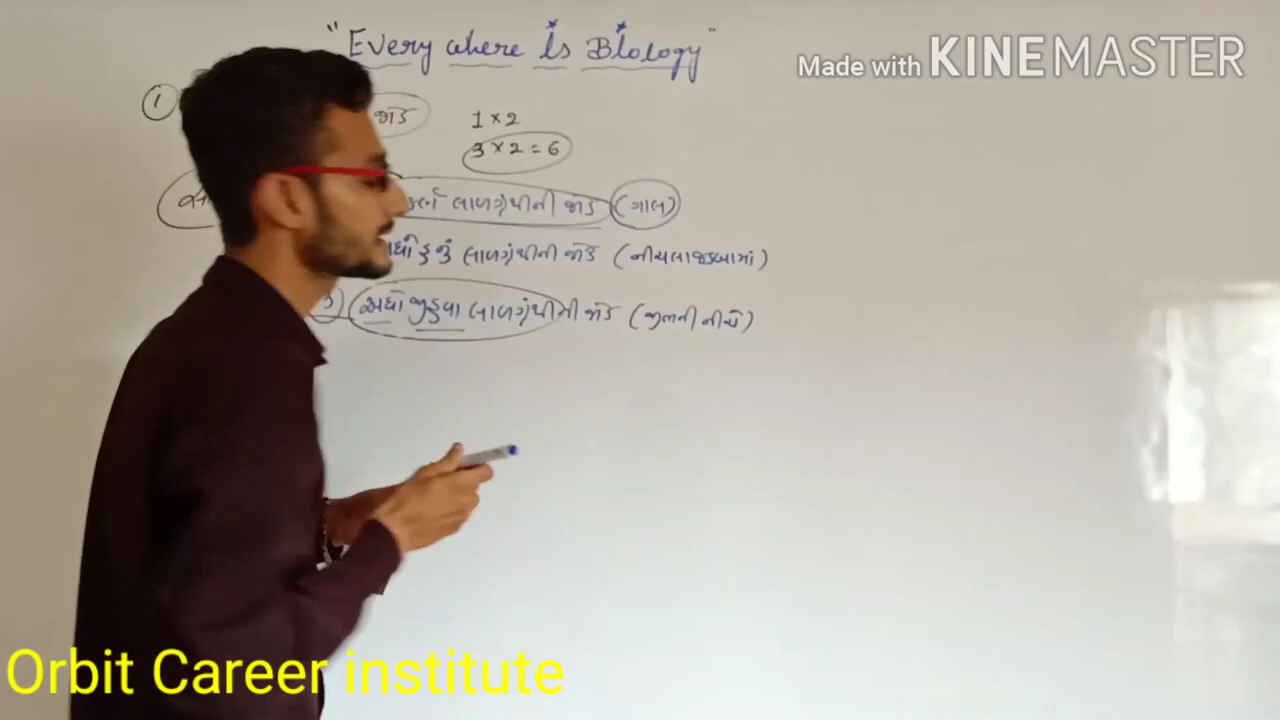 "Every where is Biology"
Made with KINEMASTER
1 જોડ 1 × 2
3 × 2 = 6
લાળગ્રંથીની જોડ (ગાલ)
લાળગ્રંથીની જોડ (નીચલા જડબામાં)
અધોજીહ્વા લાળગ્રંથીની જોડ (જીભની નીચે)
Orbit Career institute